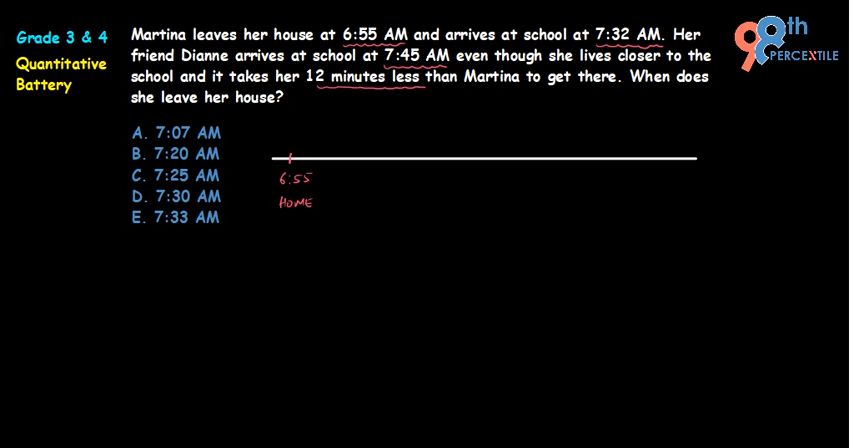 Grade 3 & 4
Quantitative
Battery
Martina leaves her house at 6:55 AM and arrives at school at 7:32 AM. Her
friend Dianne arrives at school at 7:45 AM even though she lives closer to the
school and it takes her 12 minutes less than Martina to get there. When does
she leave her house?
98th
PERCEXTILE
A. 7:07 AM
B. 7:20 AM
C. 7:25 AM
D. 7:30 AM
E. 7:33 AM
6:55
HOME